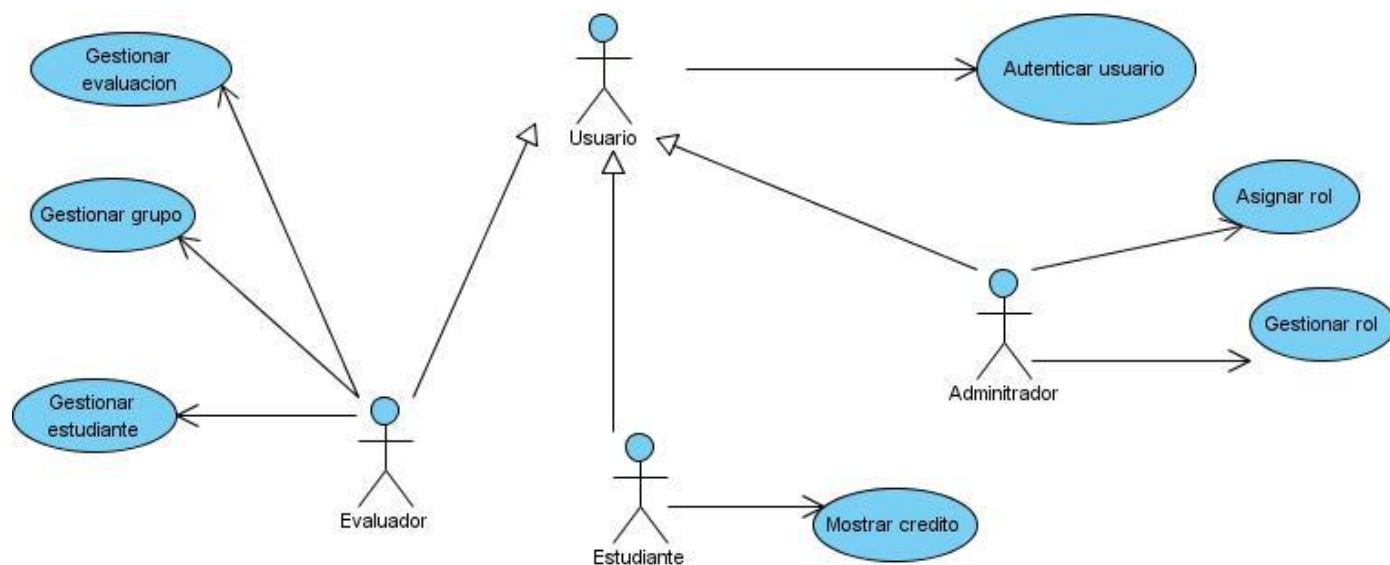 Gestionar
evaluacion
Usuario
Autenticar usuario
Gestionar grupo
Asignar rol
Gestionar rol
Adminitrador
Gestionar
estudiante
Evaluador
Estudiante
Mostrar credito